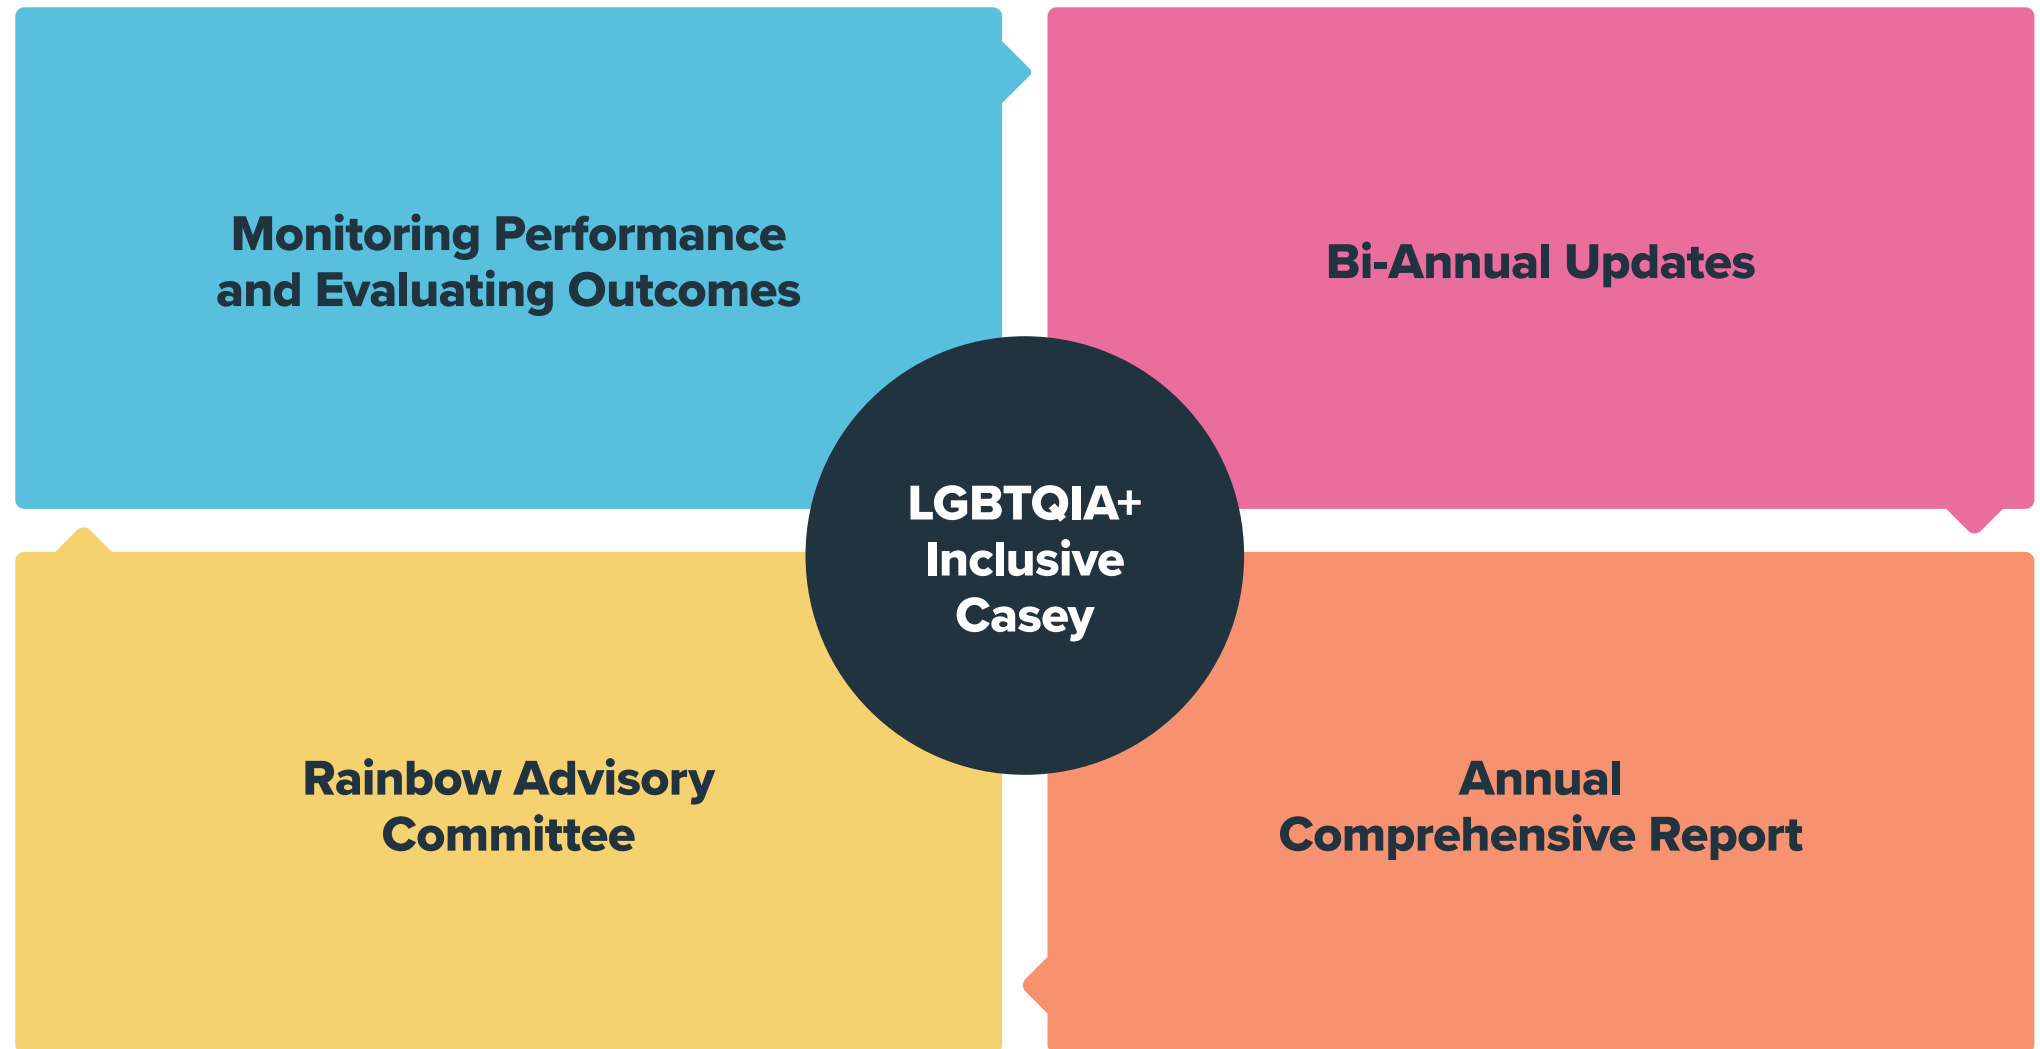 Monitoring Performance
and Evaluating Outcomes
Bi-Annual Updates
LGBTQIA+
Inclusive
Casey
Rainbow Advisory
Committee
Annual
Comprehensive Report